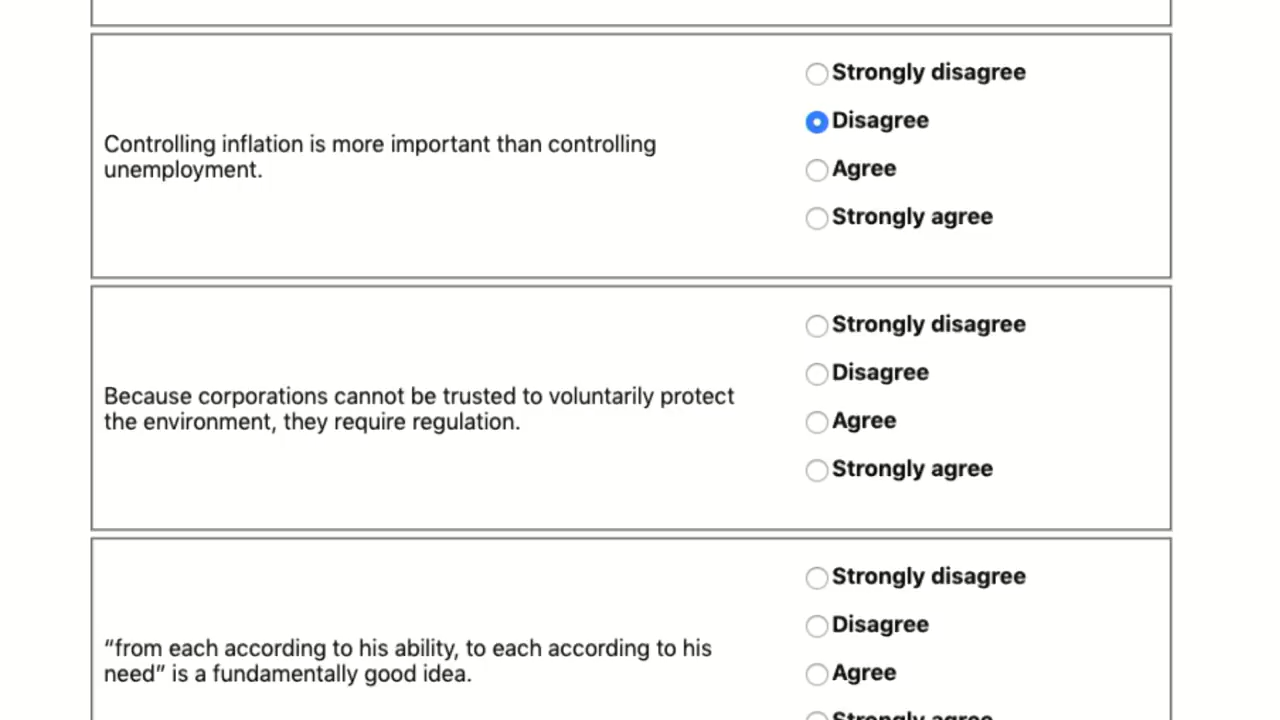 Strongly disagree
Disagree
Controlling inflation is more important than controlling
unemployment.
Agree
Strongly agree
Strongly disagree
Disagree
Because corporations cannot be trusted to voluntarily protect
the environment, they require regulation.
Agree
Strongly agree
Strongly disagree
Disagree
“from each according to his ability, to each according to his
need” is a fundamentally good idea.
Agree
Strongly agree